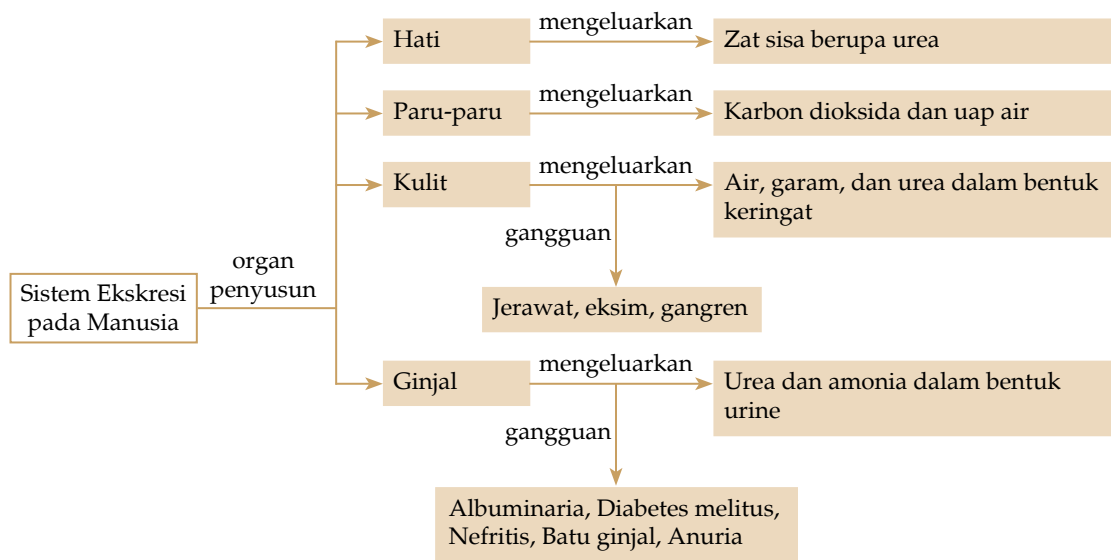 Sistem Ekskresi
pada Manusia
organ
penyusun
Hati
mengeluarkan
Zat sisa berupa urea
Paru-paru
mengeluarkan
Karbon dioksida dan uap air
Kulit
mengeluarkan
Air, garam, dan urea dalam bentuk
keringat
gangguan
Jerawat, eksim, gangren
Ginjal
mengeluarkan
Urea dan amonia dalam bentuk
urine
gangguan
Albuminaria, Diabetes melitus,
Nefritis, Batu ginjal, Anuria